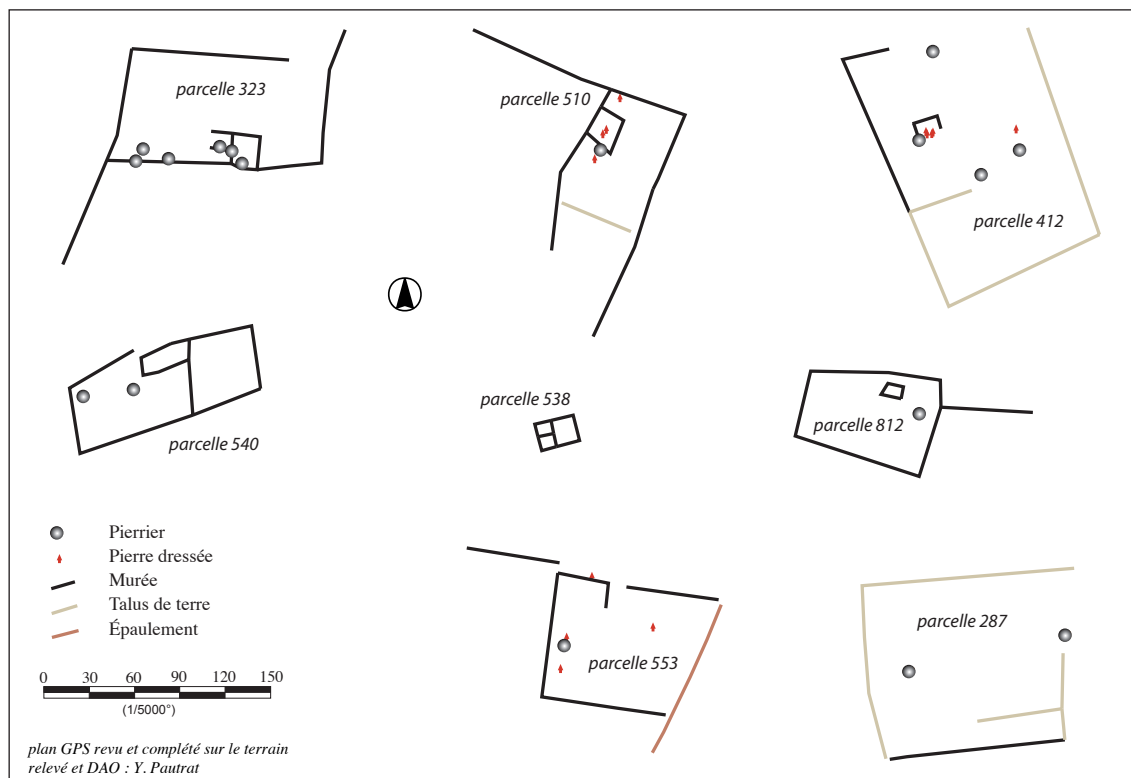 parcelle 323
parcelle 510
parcelle 412
parcelle 540
parcelle 538
parcelle 812
Pierrier
Pierre dressée
Murée
Talus de terre
Épaulement
parcelle 553
parcelle 287
0 30 60 90 120 150
(1/5000°)
plan GPS revu et complété sur le terrain
relevé et DAO : Y. Pautrat